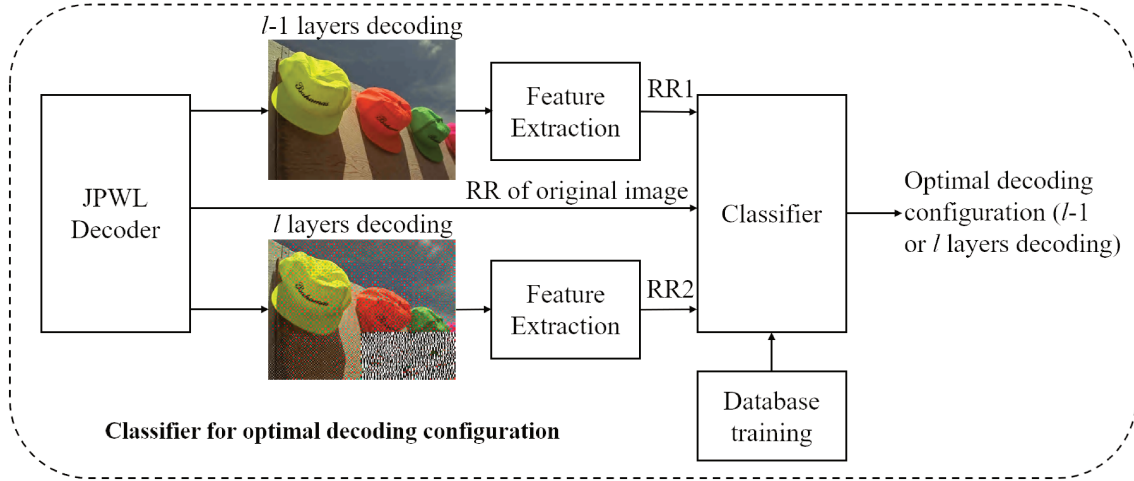 l-1 layers decoding
JPWL
Decoder
Feature
Extraction
RR1
RR of original image
Classifier
Optimal decoding
configuration (l-1
or l layers decoding)
l layers decoding
Feature
Extraction
RR2
Database
training
Classifier for optimal decoding configuration